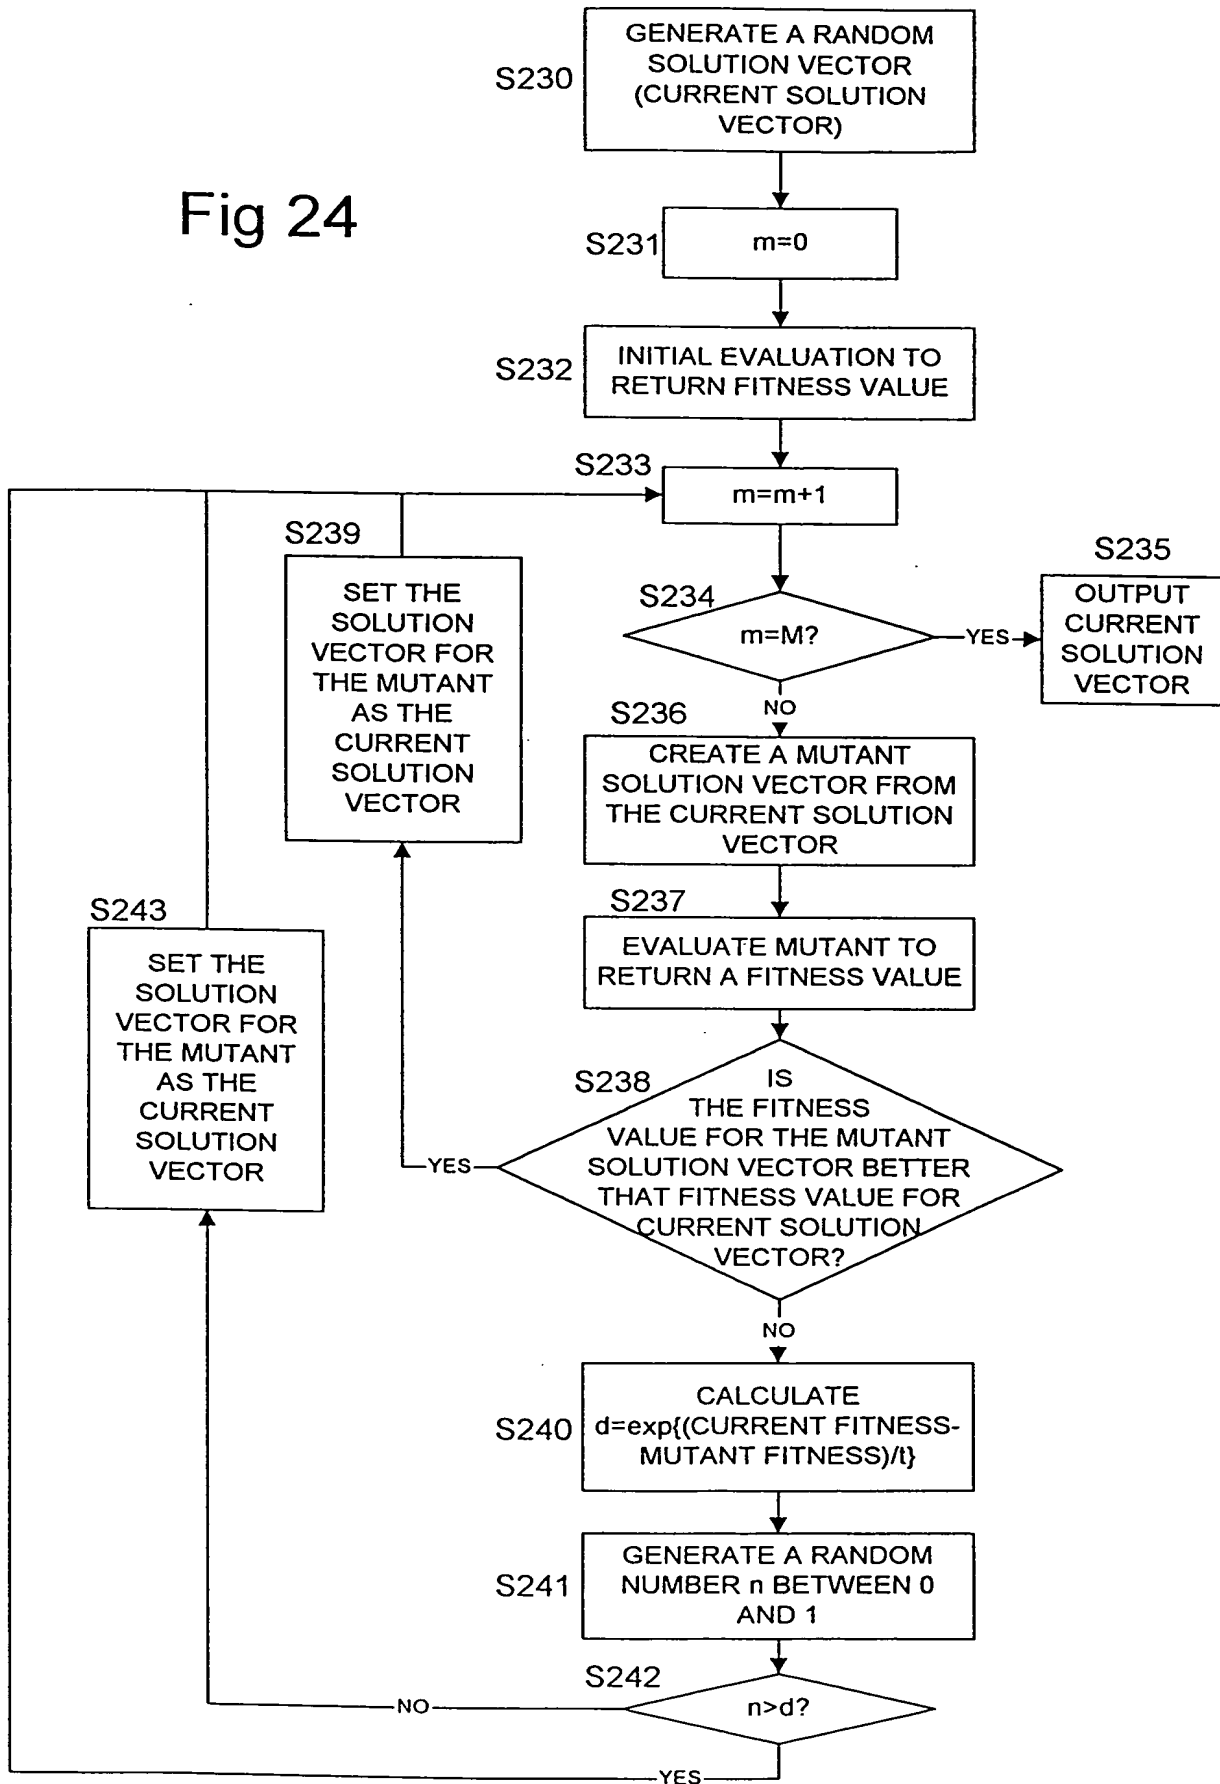 Fig 24
S230
GENERATE A RANDOM
SOLUTION VECTOR
(CURRENT SOLUTION
VECTOR)
S231
m=0
S232
INITIAL EVALUATION TO
RETURN FITNESS VALUE
S233
m=m+1
S234
m=M?
YES
S235
OUTPUT
CURRENT
SOLUTION
VECTOR
NO
S236
CREATE A MUTANT
SOLUTION VECTOR FROM
THE CURRENT SOLUTION
VECTOR
S237
EVALUATE MUTANT TO
RETURN A FITNESS VALUE
S238
IS
THE FITNESS
VALUE FOR THE MUTANT
SOLUTION VECTOR BETTER
THAT FITNESS VALUE FOR
CURRENT SOLUTION
VECTOR?
YES
S239
SET THE
SOLUTION
VECTOR FOR
THE MUTANT
AS THE
CURRENT
SOLUTION
VECTOR
NO
S240
CALCULATE
d=exp{(CURRENT FITNESS-
MUTANT FITNESS)/t}
S241
GENERATE A RANDOM
NUMBER n BETWEEN 0
AND 1
S242
n>d?
NO
S243
SET THE
SOLUTION
VECTOR FOR
THE MUTANT
AS THE
CURRENT
SOLUTION
VECTOR
YES